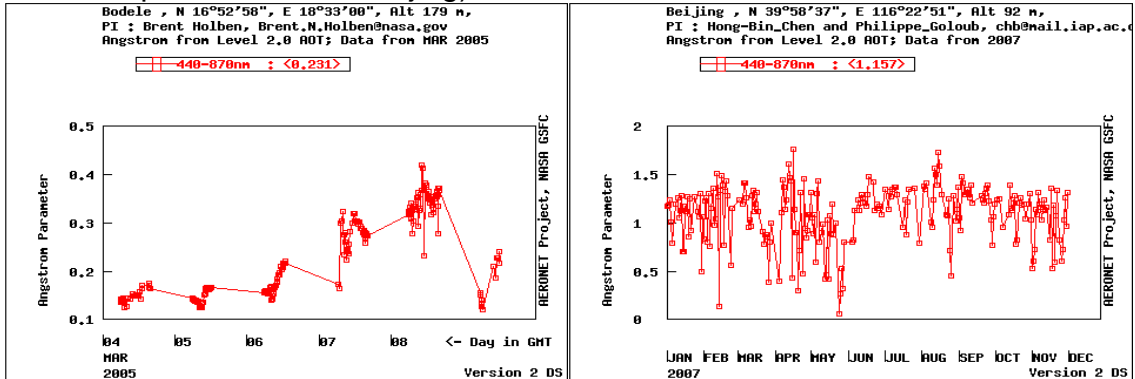 Bodele , N 16°52'58", E 18°33'00", Alt 179 m,
PI : Brent Holben, Brent.N.Holben@nasa.gov
Angstrom from Level 2.0 AOT; Data from MAR 2005
440-870nm : <0.231>
0.5
0.4
0.3
0.2
0.1
Angstrom Parameter
AERONET Project, NASA GSFC
04 05 06 07 08 <- Day in GMT
MAR
2005
Version 2 DS
Beijing , N 39°58'37", E 116°22'51", Alt 92 m,
PI : Hong-Bin_Chen and Philippe_Goloub, chb@mail.iap.ac.c
Angstrom from Level 2.0 AOT; Data from 2007
440-870nm : <1.157>
2
1.5
1
0.5
0
Angstrom Parameter
AERONET Project, NASA GSFC
JAN FEB MAR APR MAY JUN JUL AUG SEP OCT NOV DEC
2007
Version 2 DS